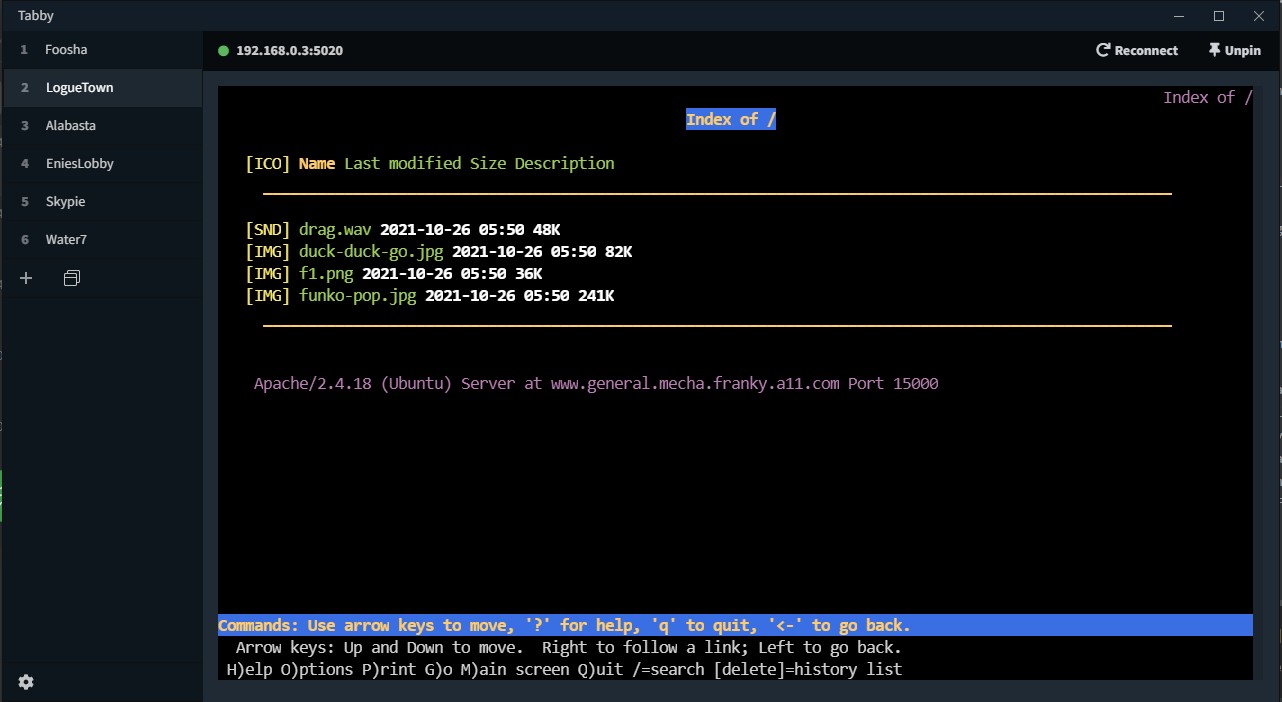 Tabby
1 Foosha
2 LogueTown
3 Alabasta
4 EniesLobby
5 Skypie
6 Water7
192.168.0.3:5020
Reconnect
Unpin
Index of /
Index of /
[ICO] Name Last modified Size Description
[SND] drag.wav 2021-10-26 05:50 48K
[IMG] duck-duck-go.jpg 2021-10-26 05:50 82K
[IMG] f1.png 2021-10-26 05:50 36K
[IMG] funko-pop.jpg 2021-10-26 05:50 241K
Apache/2.4.18 (Ubuntu) Server at www.general.mecha.franky.a11.com Port 15000
Commands: Use arrow keys to move, '?' for help, 'q' to quit, '<-' to go back.
Arrow keys: Up and Down to move.  Right to follow a link; Left to go back.
H)elp O)ptions P)rint G)o M)ain screen Q)uit /=search [delete]=history list